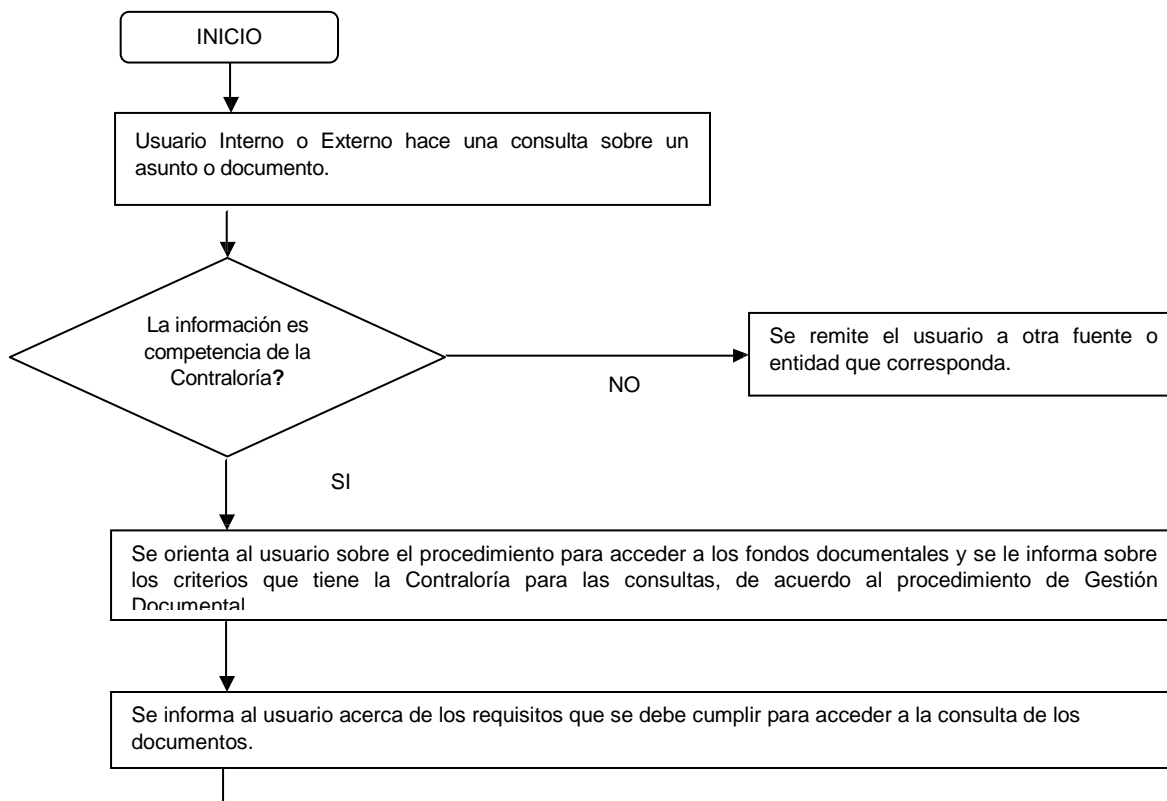 INICIO
Usuario Interno o Externo hace una consulta sobre un
asunto o documento.
La información es
competencia de la
Contraloría?
Se remite el usuario a otra fuente o
entidad que corresponda.
NO
SI
Se orienta al usuario sobre el procedimiento para acceder a los fondos documentales y se le informa sobre
los criterios que tiene la Contraloría para las consultas, de acuerdo al procedimiento de Gestión
Documental
Se informa al usuario acerca de los requisitos que se debe cumplir para acceder a la consulta de los
documentos.